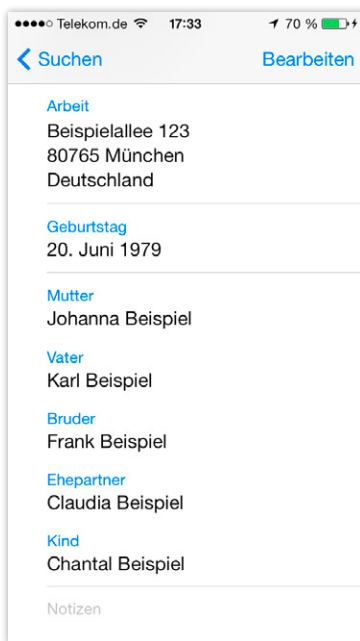 Telekom.de 17:33 70 %
Suchen Bearbeiten
Arbeit
Beispielallee 123
80765 München
Deutschland
Geburtstag
20. Juni 1979
Mutter
Johanna Beispiel
Vater
Karl Beispiel
Bruder
Frank Beispiel
Ehepartner
Claudia Beispiel
Kind
Chantal Beispiel
Notizen